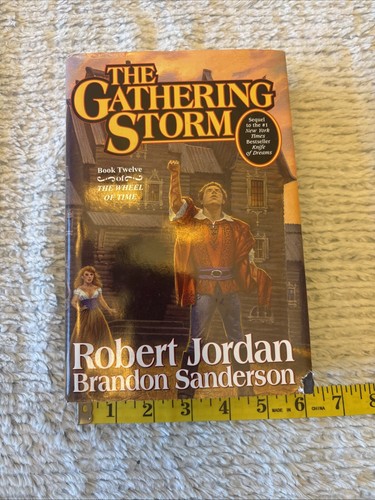 THE
GATHERING
STORM
Sequel
to the #1
New York
Times
Bestseller
Knife
of Dreams
Book Twelve
of
THE WHEEL
OF TIME
Robert Jordan
Brandon Sanderson
1 2 3 4 5 MADE IN 6 CHINA 7 8